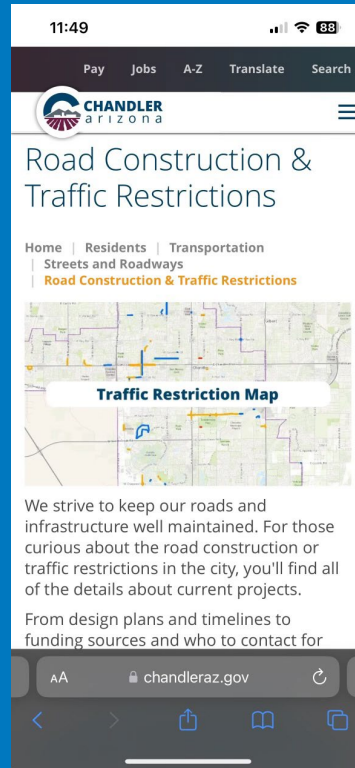 11:49
88
Pay Jobs A-Z Translate Search
CHANDLER
arizona
Road Construction &
Traffic Restrictions
Home | Residents | Transportation
| Streets and Roadways
| Road Construction & Traffic Restrictions
Traffic Restriction Map
We strive to keep our roads and
infrastructure well maintained. For those
curious about the road construction or
traffic restrictions in the city, you'll find all
of the details about current projects.
From design plans and timelines to
funding sources and who to contact for
AA chandleraz.gov